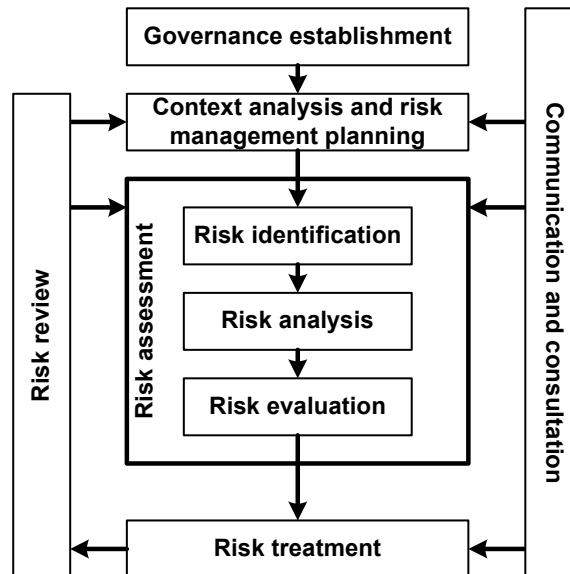 Governance establishment
Context analysis and risk
management planning
Risk assessment
Risk identification
Risk analysis
Risk evaluation
Risk treatment
Risk review
Communication and consultation